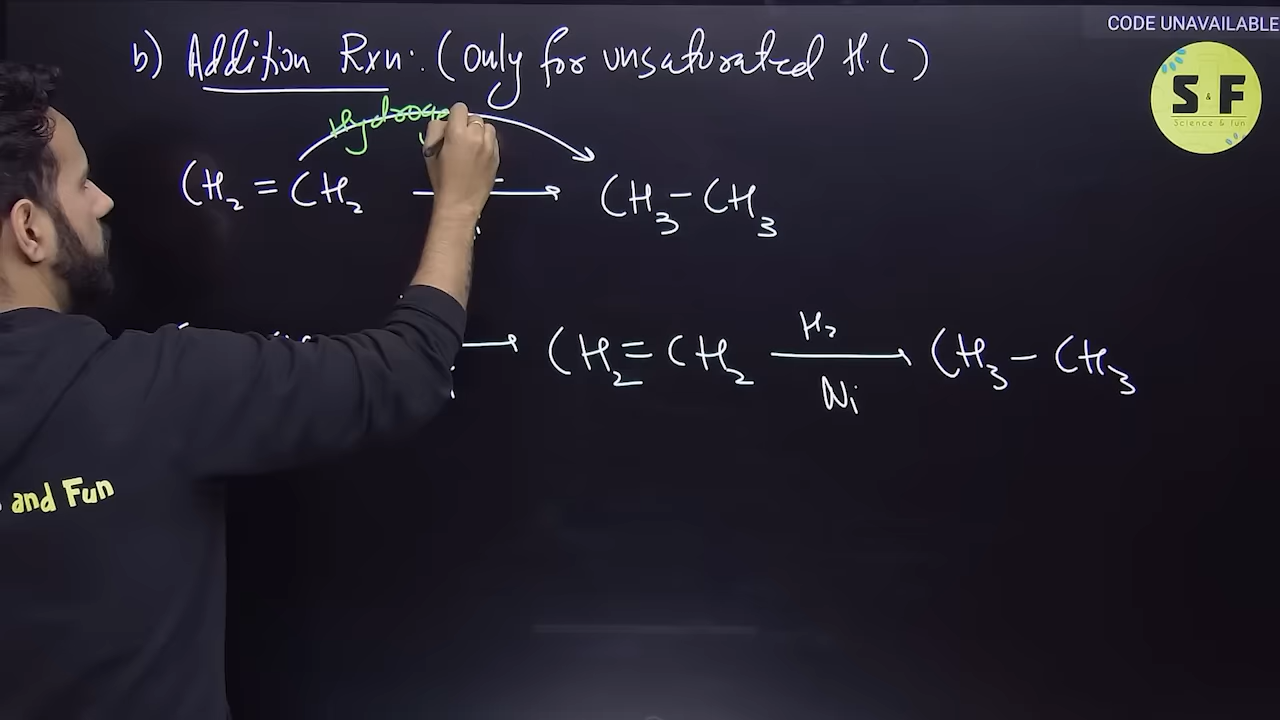 CODE UNAVAILABLE
b) Addition Rxn: (Only for unsaturated H.C)
S & F
Science & fun
CH₂ = CH₂ → CH₃ – CH₃
→ CH₂ = CH₂ H₂ → Ni CH₃ – CH₃
and Fun